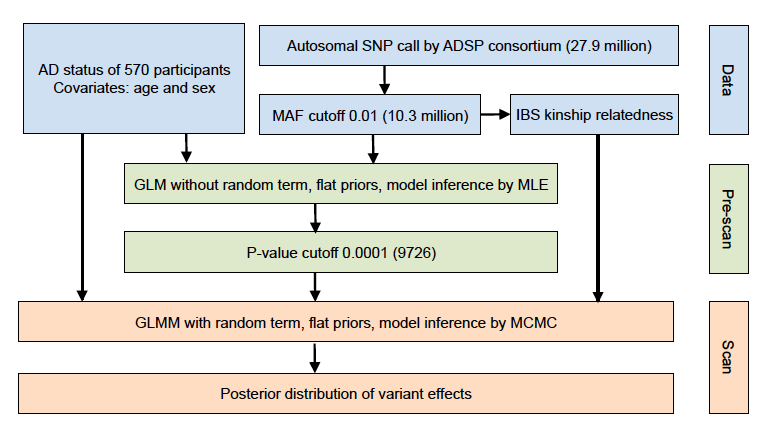 AD status of 570 participants
Covariates: age and sex
Autosomal SNP call by ADSP consortium (27.9 million)
MAF cutoff 0.01 (10.3 million)
IBS kinship relatedness
Data
GLM without random term, flat priors, model inference by MLE
P-value cutoff 0.0001 (9726)
Pre-scan
GLMM with random term, flat priors, model inference by MCMC
Posterior distribution of variant effects
Scan